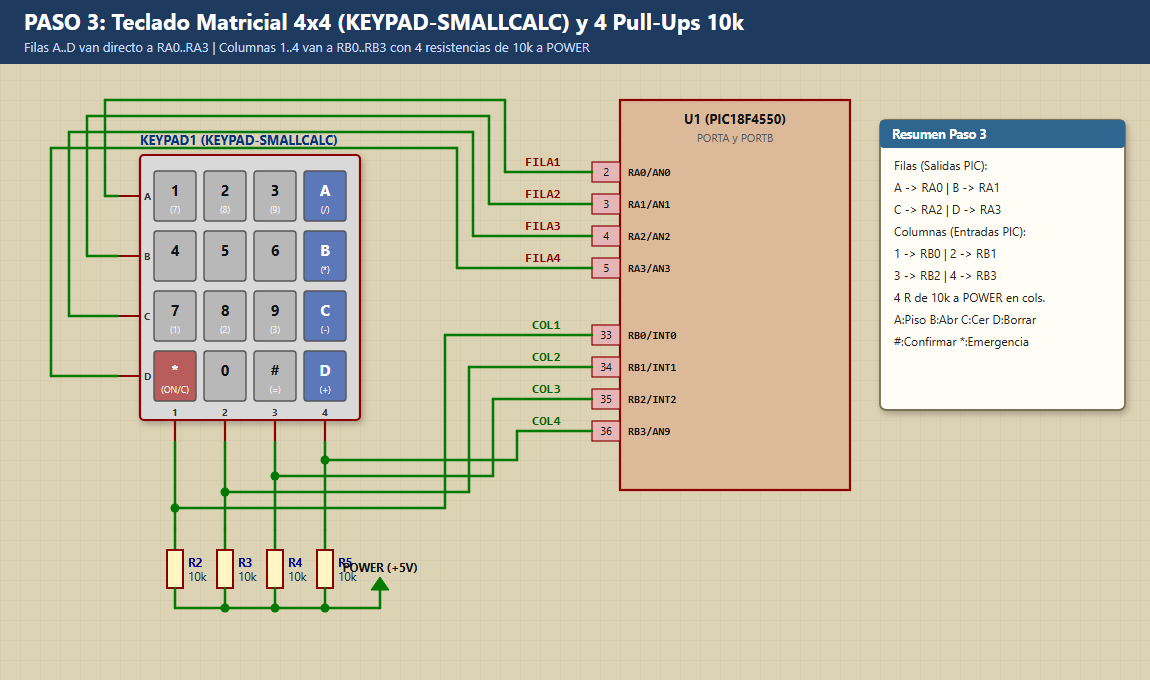 PASO 3: Teclado Matricial 4x4 (KEYPAD-SMALLCALC) y 4 Pull-Ups 10k
Filas A..D van directo a RA0..RA3 | Columnas 1..4 van a RB0..RB3 con 4 resistencias de 10k a POWER
KEYPAD1 (KEYPAD-SMALLCALC)
A
1 2 3 A
(7) (8) (9) (/)
B
4 5 6 B
(*)
C
7 8 9 C
(1) (2) (3) (-)
D
* 0 # D
(ON/C) (=) (+)
1 2 3 4
FILA1
FILA2
FILA3
FILA4
COL1
COL2
COL3
COL4
U1 (PIC18F4550)
PORTA y PORTB
2 RA0/AN0
3 RA1/AN1
4 RA2/AN2
5 RA3/AN3
33 RB0/INT0
34 RB1/INT1
35 RB2/INT2
36 RB3/AN9
R2 R3 R4 R5
10k 10k 10k 10k
POWER (+5V)
Resumen Paso 3
Filas (Salidas PIC):
A -> RA0 | B -> RA1
C -> RA2 | D -> RA3
Columnas (Entradas PIC):
1 -> RB0 | 2 -> RB1
3 -> RB2 | 4 -> RB3
4 R de 10k a POWER en cols.
A:Piso B:Abr C:Cer D:Borrar
#:Confirmar *:Emergencia